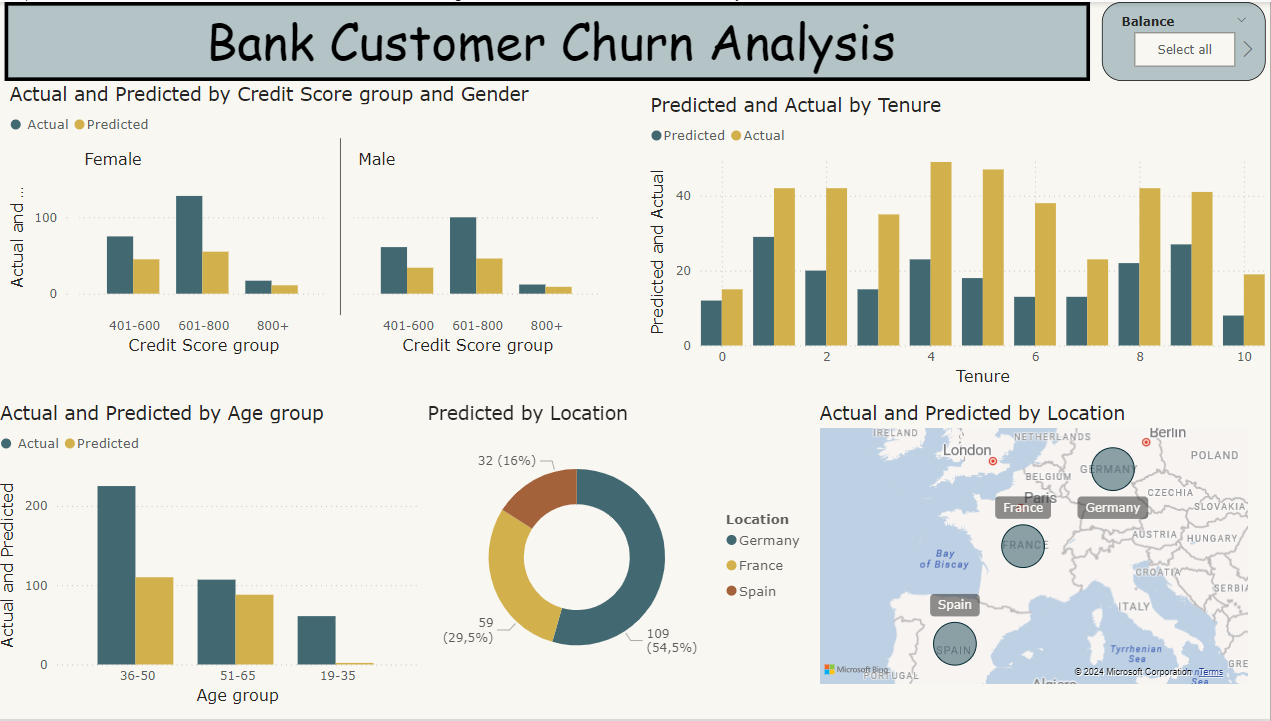 Bank Customer Churn Analysis
Balance
Select all
Actual and Predicted by Credit Score group and Gender
Actual Predicted
Female
Male
Actual and ...
100
0
401-600 601-800 800+
401-600 601-800 800+
Credit Score group
Credit Score group
Predicted and Actual by Tenure
Predicted Actual
Predicted and Actual
40
20
0
0 2 4 6 8 10
Tenure
Actual and Predicted by Age group
Actual Predicted
Actual and Predicted
200
100
0
36-50 51-65 19-35
Age group
Predicted by Location
32 (16%)
59
(29,5%)
109
(54,5%)
Location
Germany
France
Spain
Actual and Predicted by Location
IRELAND
NETHERLANDS
Berlin
London
POLAND
GERMANY
BELGIUM
Paris
CZECHIA
France
Germany
SLOVAKIA
AUSTRIA
HUNGARY
FRANCE
Bay
of Biscay
CROATIA
SERBIA
Spain
ITALY
SPAIN
Tyrrhenian
Sea
GRE
Microsoft Bing
PORTUGAL
© 2024 Microsoft Corporation
Terms
Sea